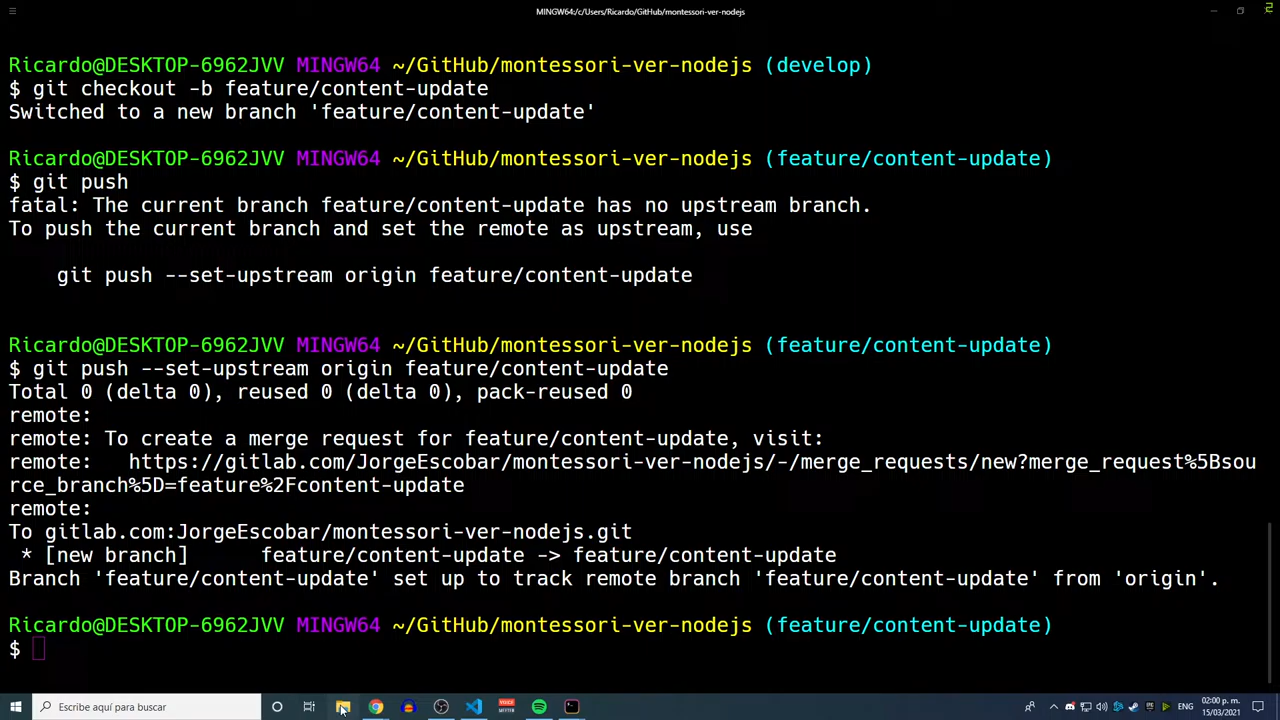 MINGW64:/c/Users/Ricardo/GitHub/montessori-ver-nodejs
Ricardo@DESKTOP-6962JVV MINGW64 ~/GitHub/montessori-ver-nodejs (develop)
$ git checkout -b feature/content-update
Switched to a new branch 'feature/content-update'
Ricardo@DESKTOP-6962JVV MINGW64 ~/GitHub/montessori-ver-nodejs (feature/content-update)
$ git push
fatal: The current branch feature/content-update has no upstream branch.
To push the current branch and set the remote as upstream, use
git push --set-upstream origin feature/content-update
Ricardo@DESKTOP-6962JVV MINGW64 ~/GitHub/montessori-ver-nodejs (feature/content-update)
$ git push --set-upstream origin feature/content-update
Total 0 (delta 0), reused 0 (delta 0), pack-reused 0
remote:
remote: To create a merge request for feature/content-update, visit:
remote:   https://gitlab.com/JorgeEscobar/montessori-ver-nodejs/-/merge_requests/new?merge_request%5Bsou
rce_branch%5D=feature%2Fcontent-update
remote:
To gitlab.com:JorgeEscobar/montessori-ver-nodejs.git
* [new branch]      feature/content-update -> feature/content-update
Branch 'feature/content-update' set up to track remote branch 'feature/content-update' from 'origin'.
Ricardo@DESKTOP-6962JVV MINGW64 ~/GitHub/montessori-ver-nodejs (feature/content-update)
$
Escribe aquí para buscar
ENG
02:00 p. m.
15/03/2021